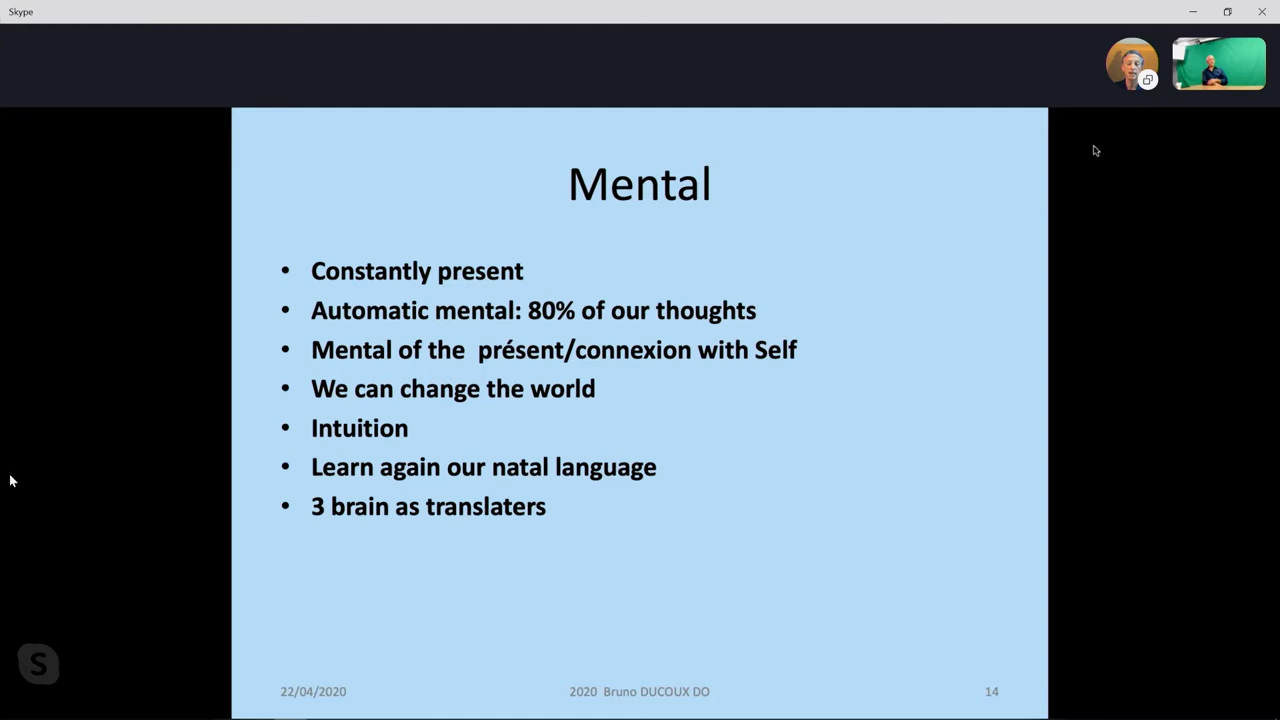 Skype
Mental
• Constantly present
• Automatic mental: 80% of our thoughts
• Mental of the  présent/connexion with Self
• We can change the world
• Intuition
• Learn again our natal language
• 3 brain as translaters
S
22/04/2020
2020  Bruno DUCOUX DO
14